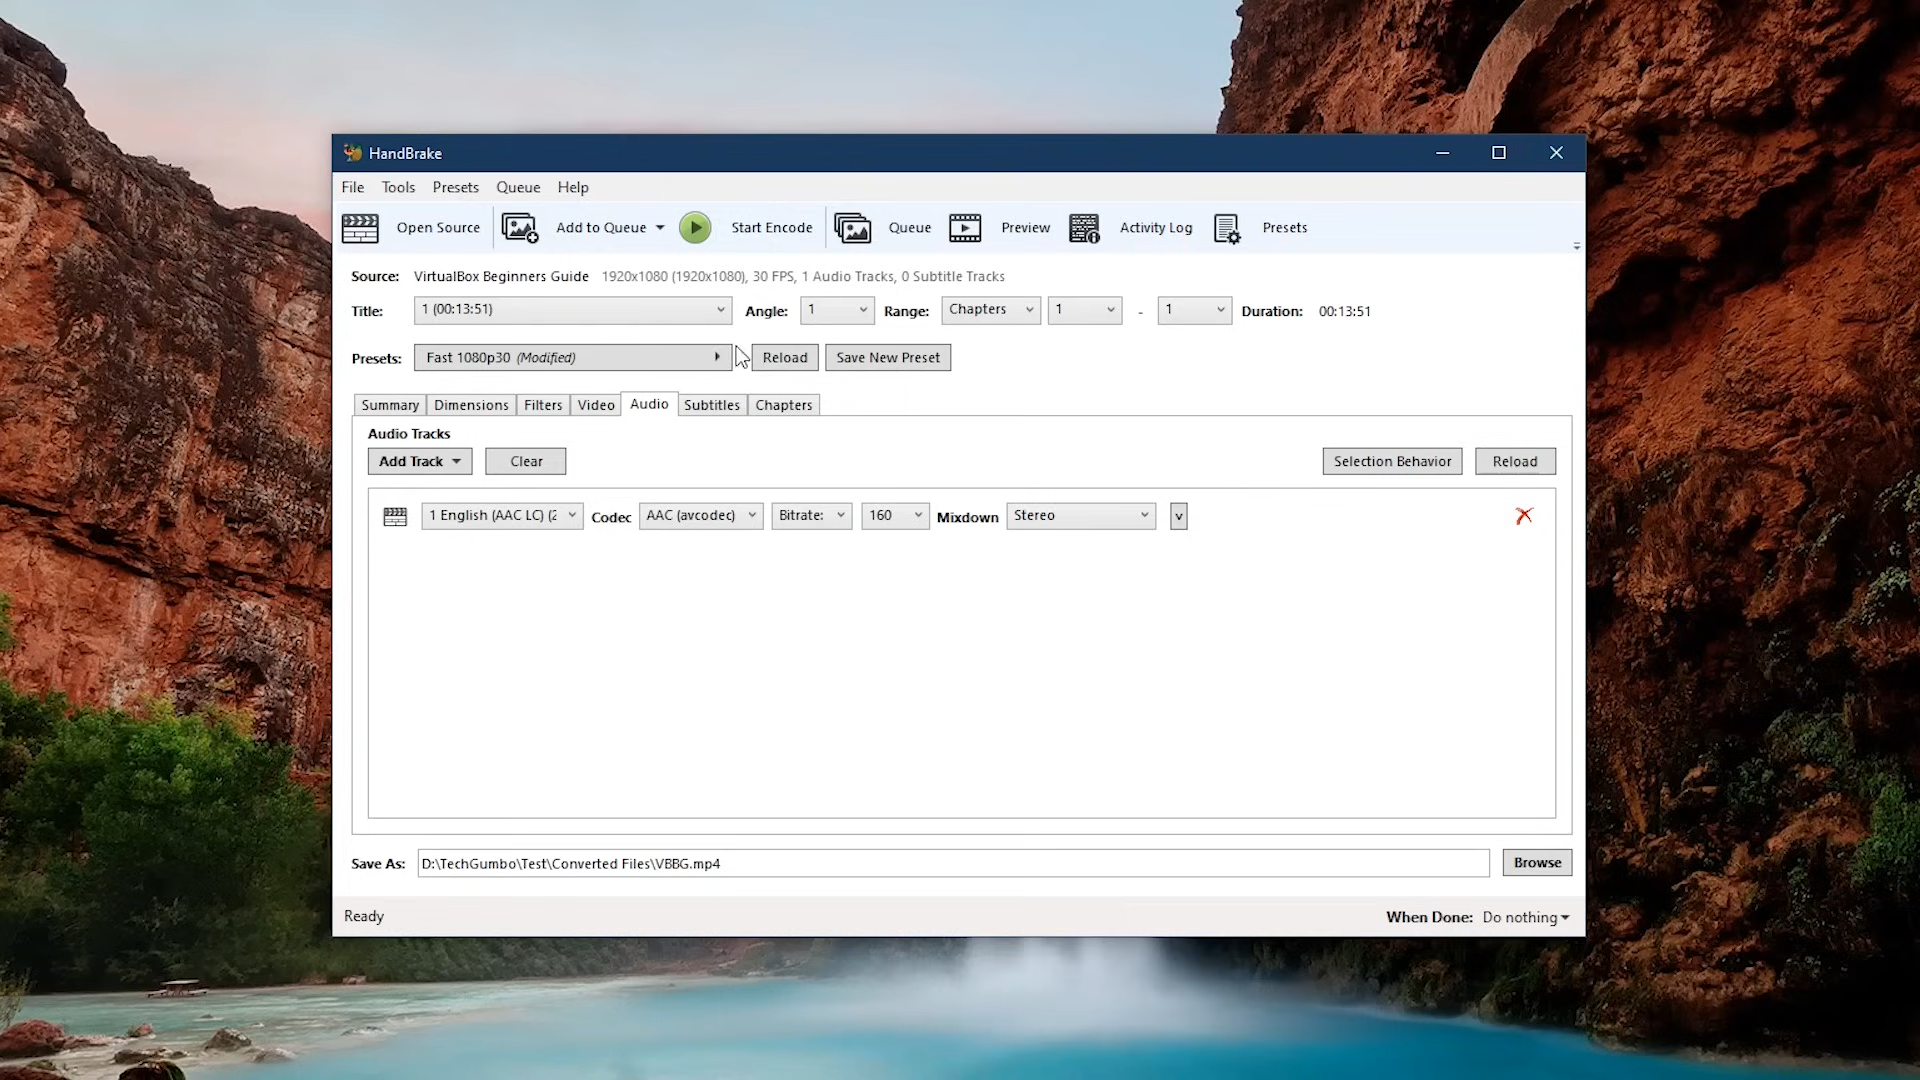 HandBrake
File Tools Presets Queue Help
Open Source Add to Queue Start Encode Queue Preview Activity Log Presets
Source: VirtualBox Beginners Guide 1920x1080 (1920x1080), 30 FPS, 1 Audio Tracks, 0 Subtitle Tracks
Title: 1 (00:13:51) Angle: 1 Range: Chapters 1 - 1 Duration: 00:13:51
Presets: Fast 1080p30 (Modified) Reload Save New Preset
Summary Dimensions Filters Video Audio Subtitles Chapters
Audio Tracks
Add Track Clear Selection Behavior Reload
1 English (AAC LC) (2 Codec AAC (avcodec) Bitrate: 160 Mixdown Stereo v
Save As: D:\TechGumbo\Test\Converted Files\VBBG.mp4 Browse
Ready When Done: Do nothing